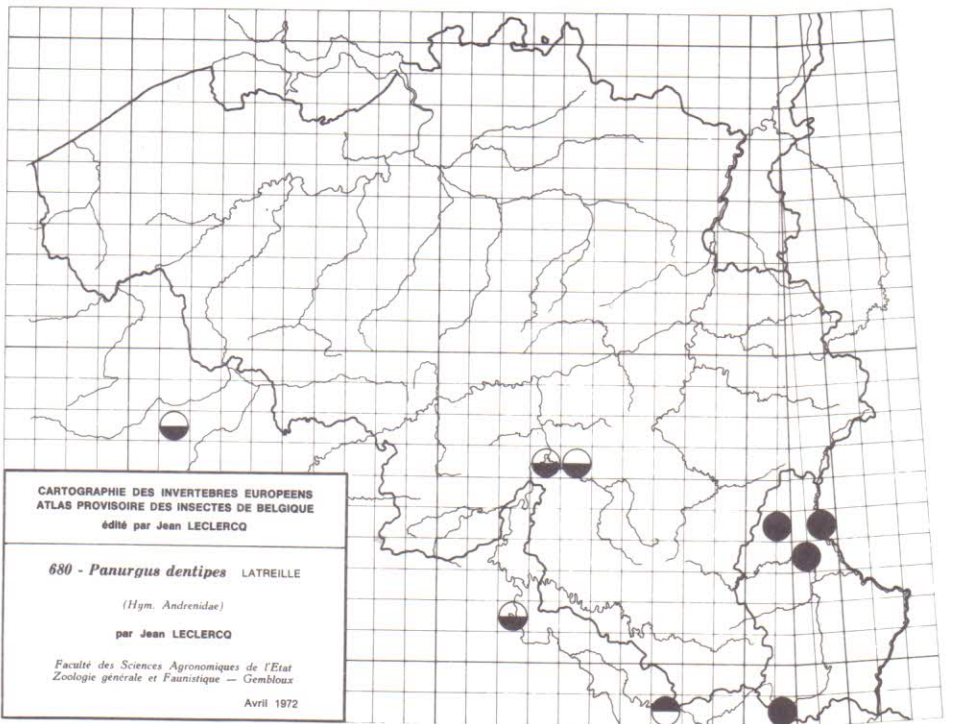 CARTOGRAPHIE DES INVERTEBRES EUROPEENS
ATLAS PROVISOIRE DES INSECTES DE BELGIQUE
édité par Jean LECLERCQ
680 - Panurgus dentipes LATREILLE
(Hym. Andrenidae)
par Jean LECLERCQ
Faculté des Sciences Agronomiques de l'Etat
Zoologie générale et Faunistique — Gembloux
Avril 1972